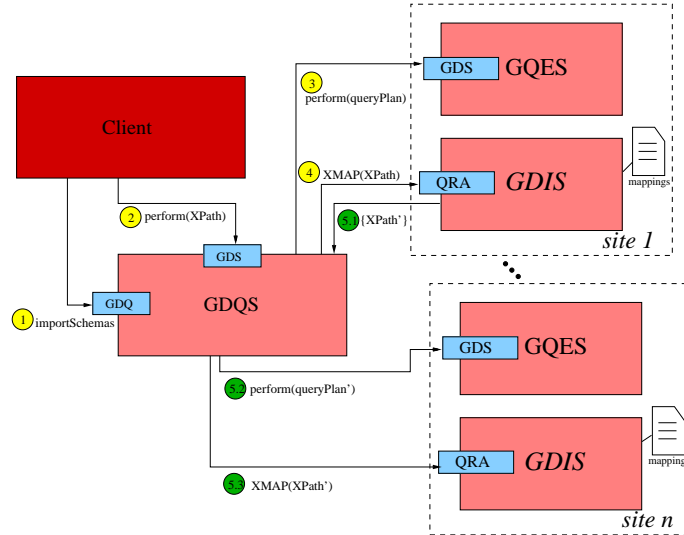 GDS
GQES
3
perform(queryPlan)
Client
4
XMAP(XPath)
QRA
GDIS
mappings
2
perform(XPath)
5.1
{XPath'}
site 1
GDS
GDQS
GDQ
1
importSchemas
GDS
GQES
5.2
perform(queryPlan')
QRA
GDIS
mapping
5.3
XMAP(XPath')
site n